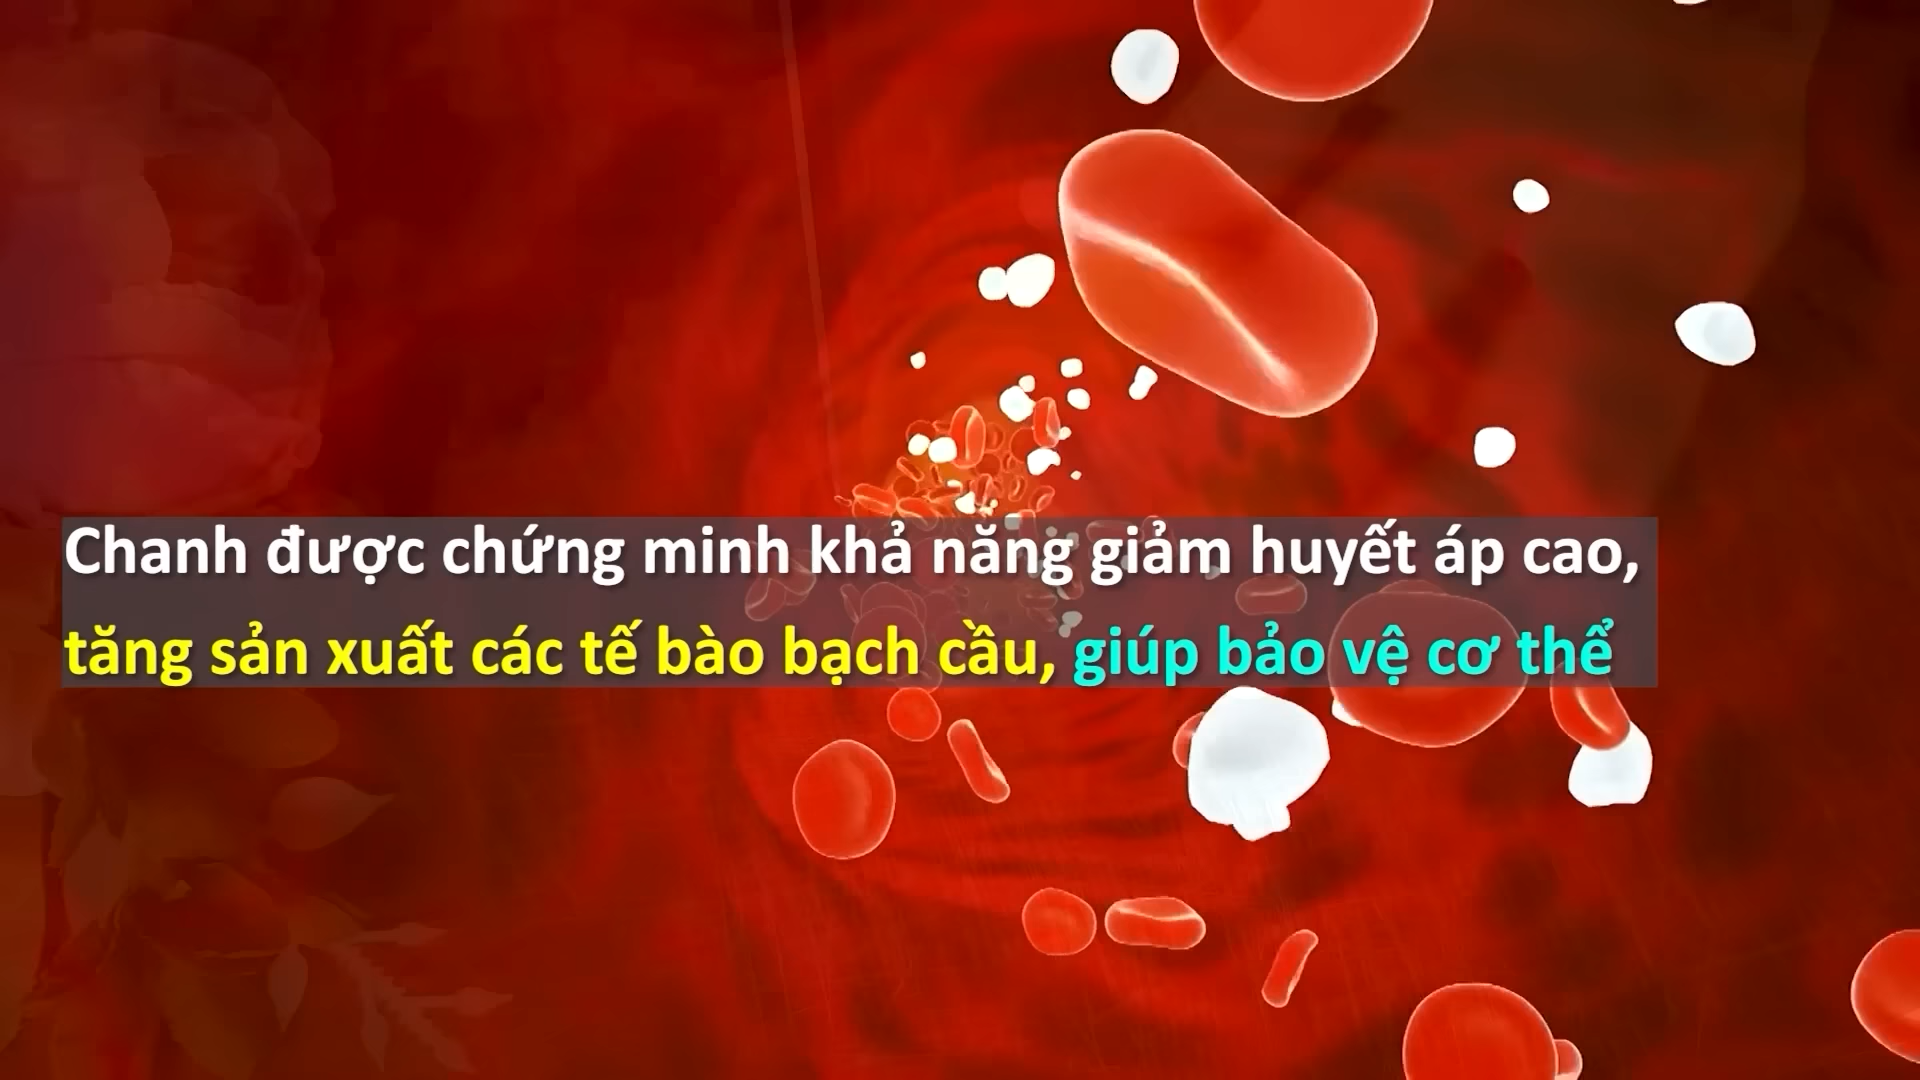 Chanh được chứng minh khả năng giảm huyết áp cao,
tăng sản xuất các tế bào bạch cầu, giúp bảo vệ cơ thể